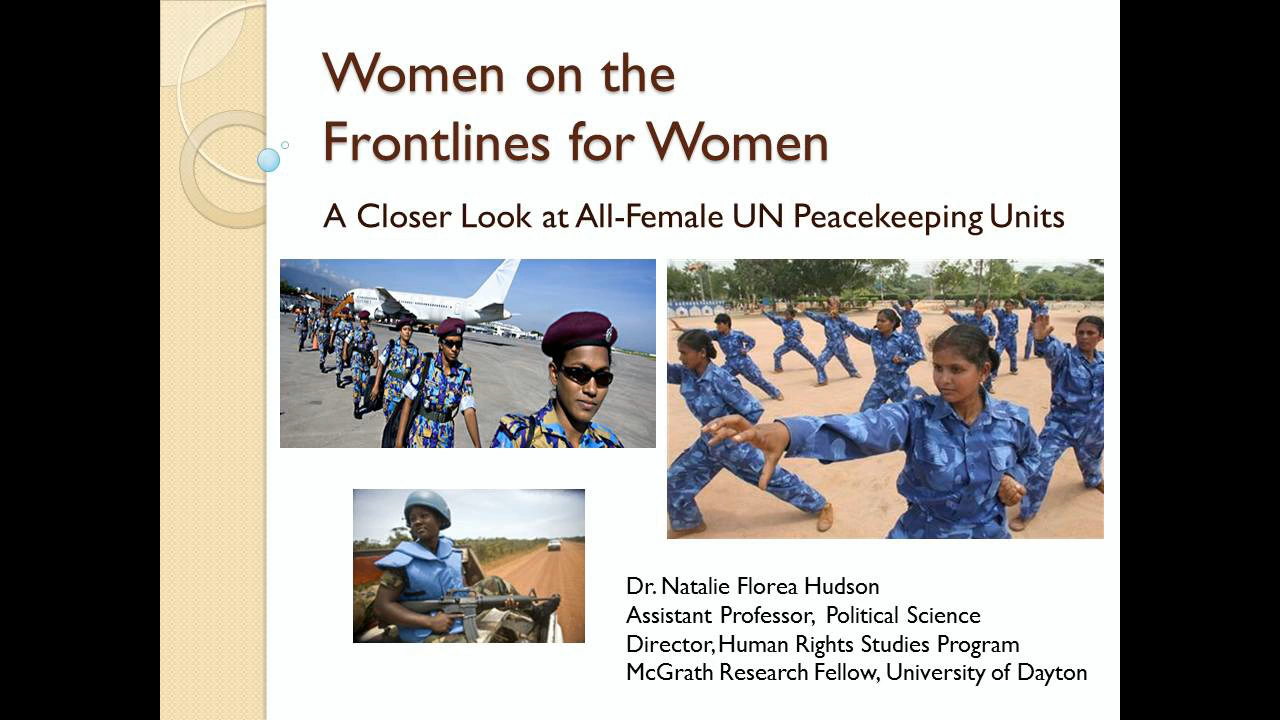 Women on the
Frontlines for Women
A Closer Look at All-Female UN Peacekeeping Units
Dr. Natalie Florea Hudson
Assistant Professor, Political Science
Director, Human Rights Studies Program
McGrath Research Fellow, University of Dayton